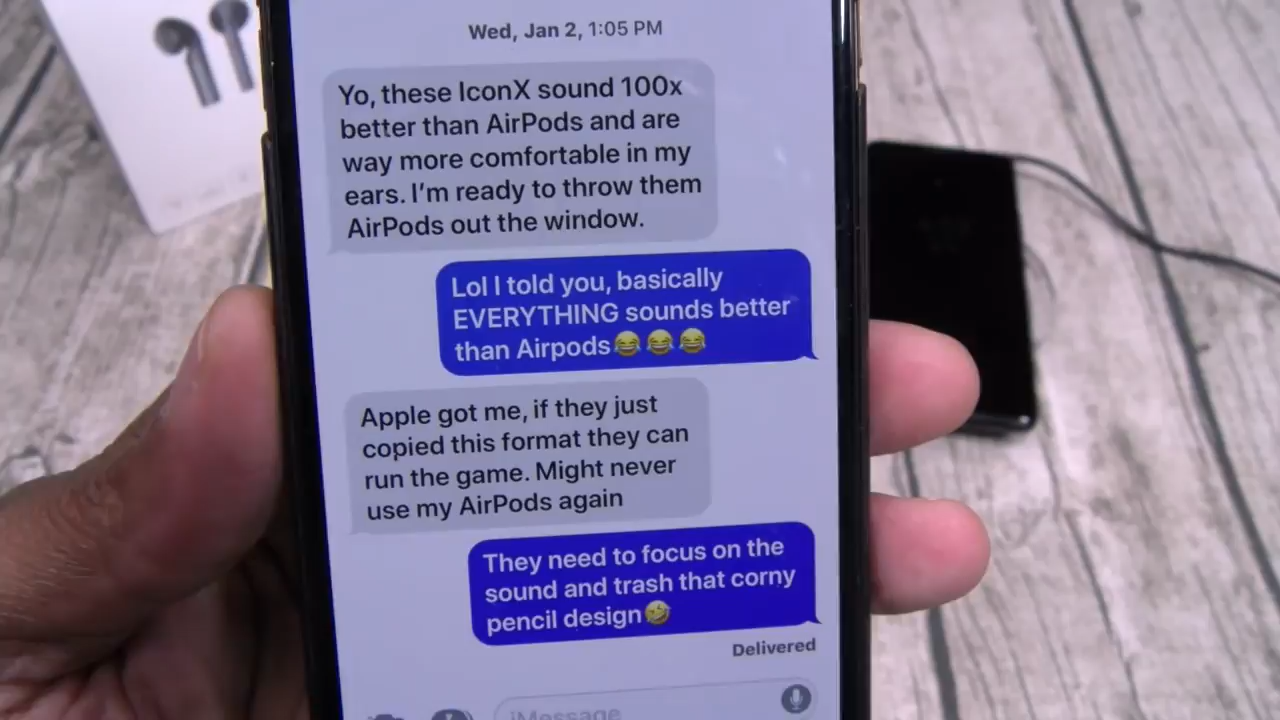 Wed, Jan 2, 1:05 PM
Yo, these IconX sound 100x
better than AirPods and are
way more comfortable in my
ears. I'm ready to throw them
AirPods out the window.
Lol I told you, basically
EVERYTHING sounds better
than Airpods😂😂😂
Apple got me, if they just
copied this format they can
run the game. Might never
use my AirPods again
They need to focus on the
sound and trash that corny
pencil design🤣
Delivered
iMessage